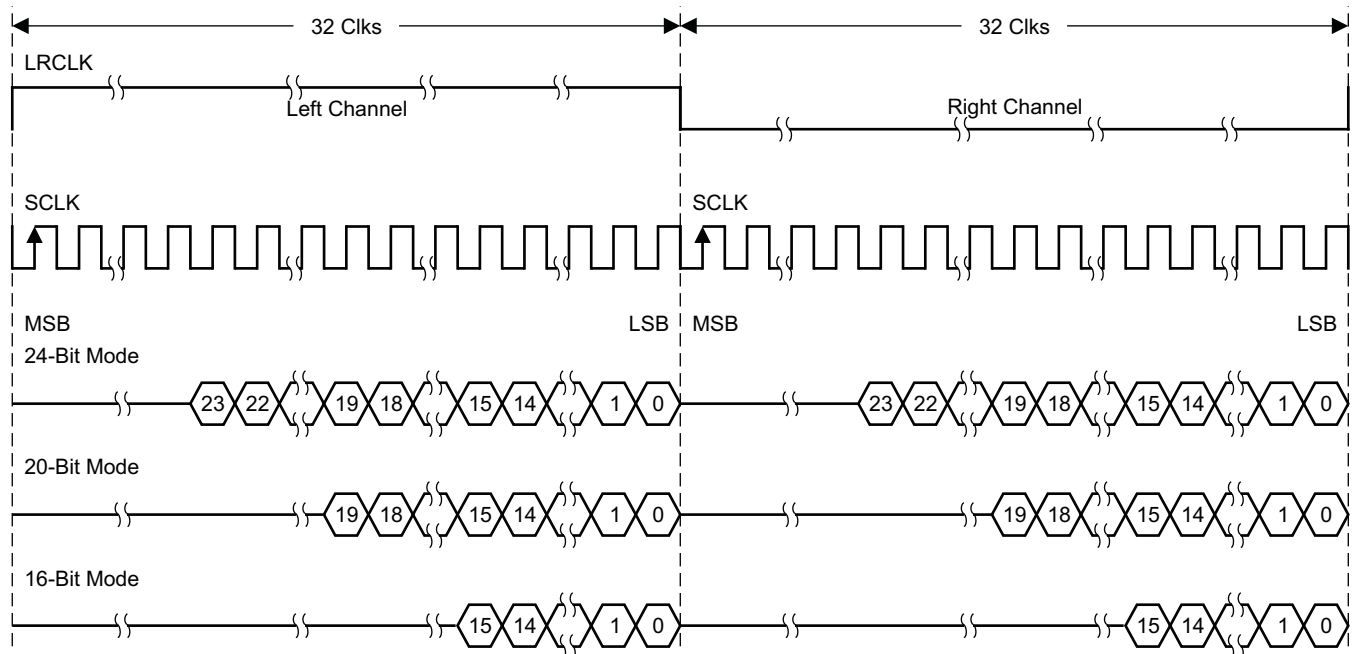 32 Clks 32 Clks
LRCLK
Left Channel Right Channel
SCLK SCLK
MSB LSB MSB LSB
24-Bit Mode
23 22 19 18 15 14 1 0 23 22 19 18 15 14 1 0
20-Bit Mode
19 18 15 14 1 0 19 18 15 14 1 0
16-Bit Mode
15 14 1 0 15 14 1 0